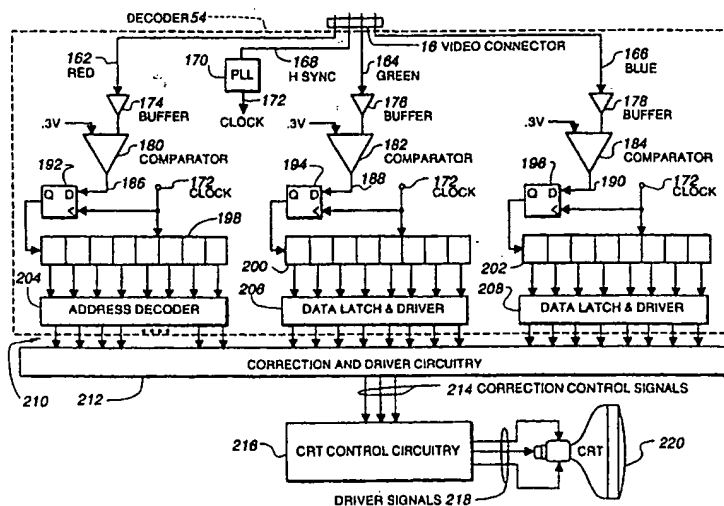 DECODER 54
16 VIDEO CONNECTOR
162
RED
170
PLL
168
H SYNC
172
CLOCK
164
GREEN
166
BLUE
174
BUFFER
176
BUFFER
178
BUFFER
.3V
.3V
.3V
180
COMPARATOR
182
COMPARATOR
184
COMPARATOR
192
Q D
186
172
CLOCK
194
Q D
188
172
CLOCK
196
Q D
190
172
CLOCK
198
200
202
204
ADDRESS DECODER
206
DATA LATCH & DRIVER
208
DATA LATCH & DRIVER
210
CORRECTION AND DRIVER CIRCUITRY
212
214 CORRECTION CONTROL SIGNALS
216
CRT CONTROL CIRCUITRY
CRT
220
DRIVER SIGNALS 218